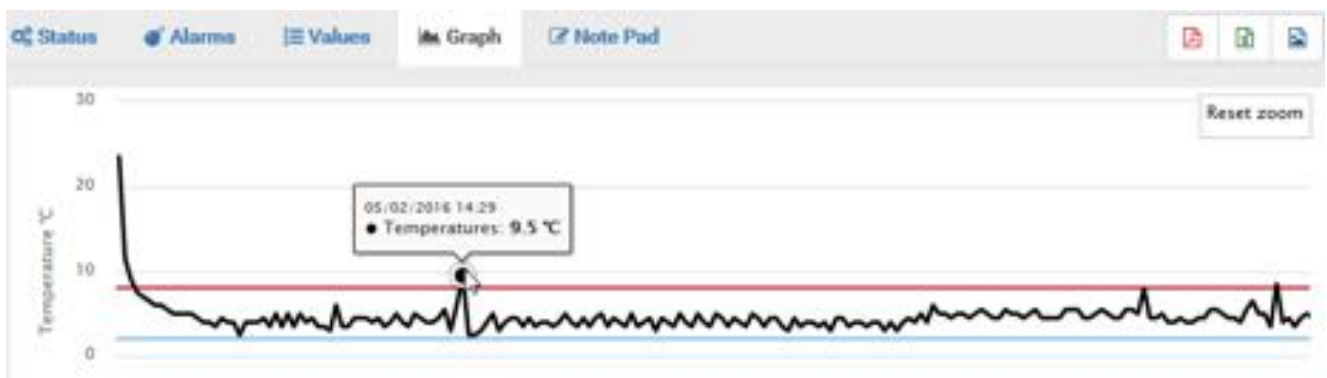 Status Alarms Values Graph Note Pad
30
Reset zoom
20
05/02/2016 14:29
● Temperatures: 9.5 °C
Temperature °C
10
0